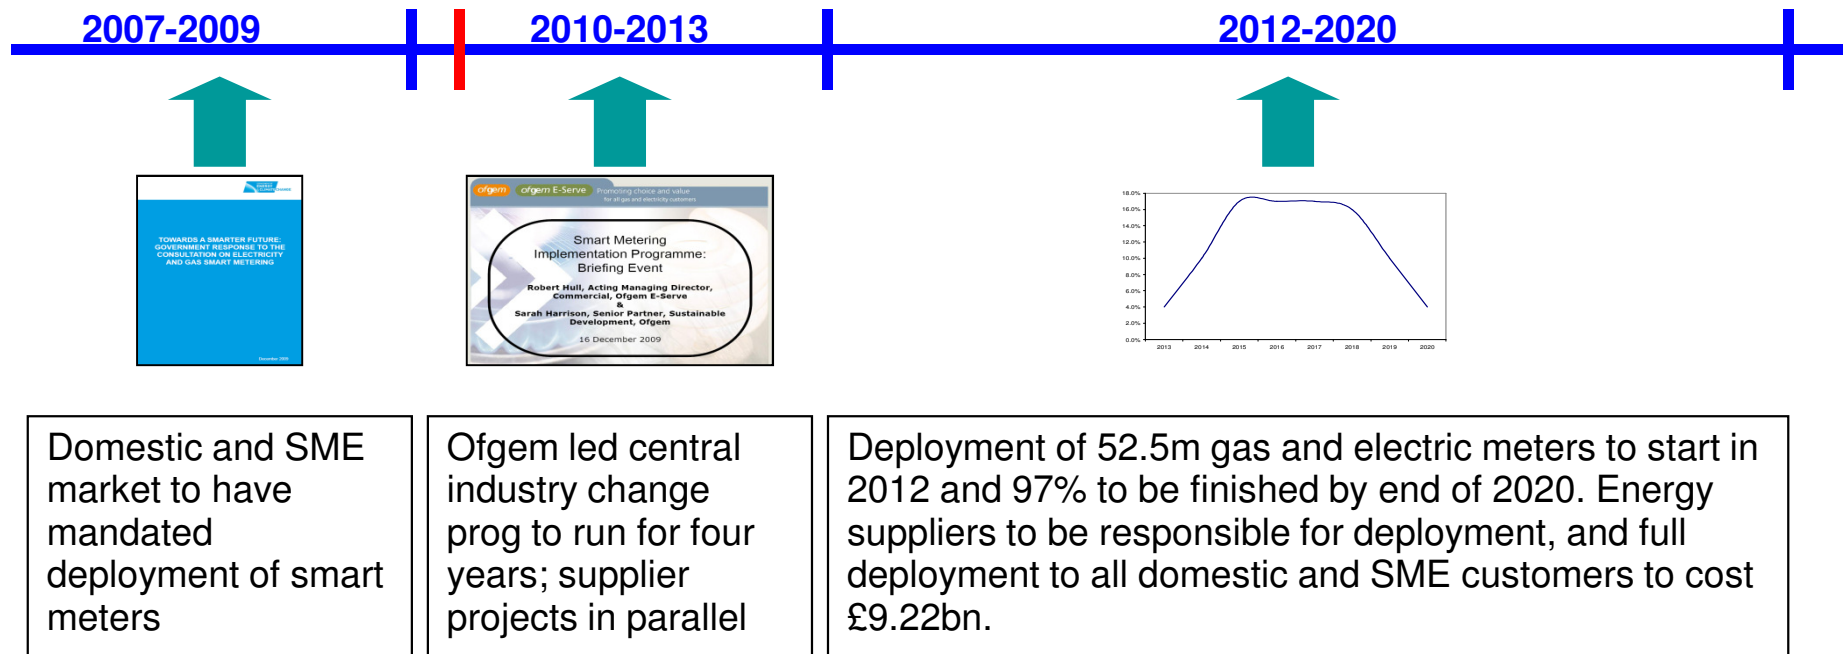 2007-2009
2010-2013
2012-2020
TOWARDS A SMARTER FUTURE:
GOVERNMENT RESPONSE TO THE
CONSULTATION ON ELECTRICITY
AND GAS SMART METERING
December 2009
ofgem
ofgem E-Serve
Promoting choice and value
for all gas and electricity customers
Smart Metering
Implementation Programme:
Briefing Event
Robert Hull, Acting Managing Director,
Commercial, Ofgem E-Serve
&
Sarah Harrison, Senior Partner, Sustainable
Development, Ofgem
16 December 2009
18.0%
16.0%
14.0%
12.0%
10.0%
8.0%
6.0%
4.0%
2.0%
0.0%
2013 2014 2015 2016 2017 2018 2019 2020
Domestic and SME
market to have
mandated
deployment of smart
meters
Ofgem led central
industry change
prog to run for four
years; supplier
projects in parallel
Deployment of 52.5m gas and electric meters to start in
2012 and 97% to be finished by end of 2020. Energy
suppliers to be responsible for deployment, and full
deployment to all domestic and SME customers to cost
£9.22bn.